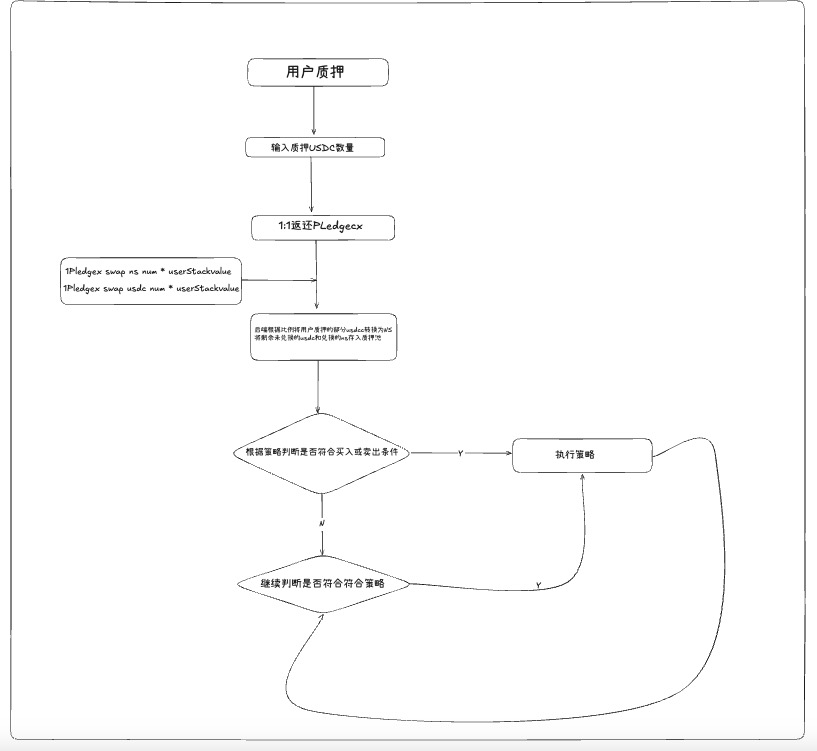 用户质押
输入质押USDC数量
1:1返还PLedgecx
1Pledgex swap ns num * userStackvalue
1Pledgex swap usdc num * userStackvalue
后端根据比例将用户质押的部分usdcc转换为NS
将剩余未兑换的usdc和兑换的ns存入质押池
根据策略判断是否符合买入或卖出条件
Y
执行策略
N
继续判断是否符合符合策略
Y